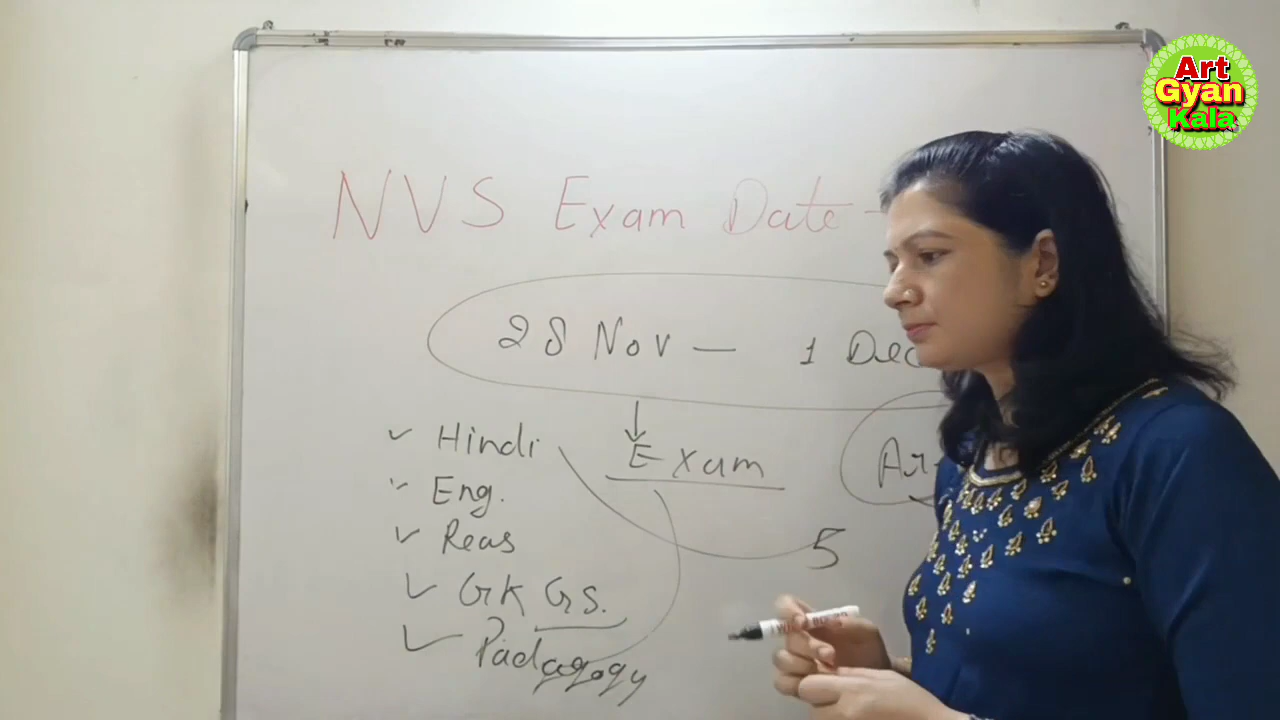 Art
Gyan
Kala
NVS Exam Date -
28 Nov - 1 Dec
Exam
✓ Hindi
✓ Eng.
✓ Reas
✓ GK GS.
✓ Padagogy
5